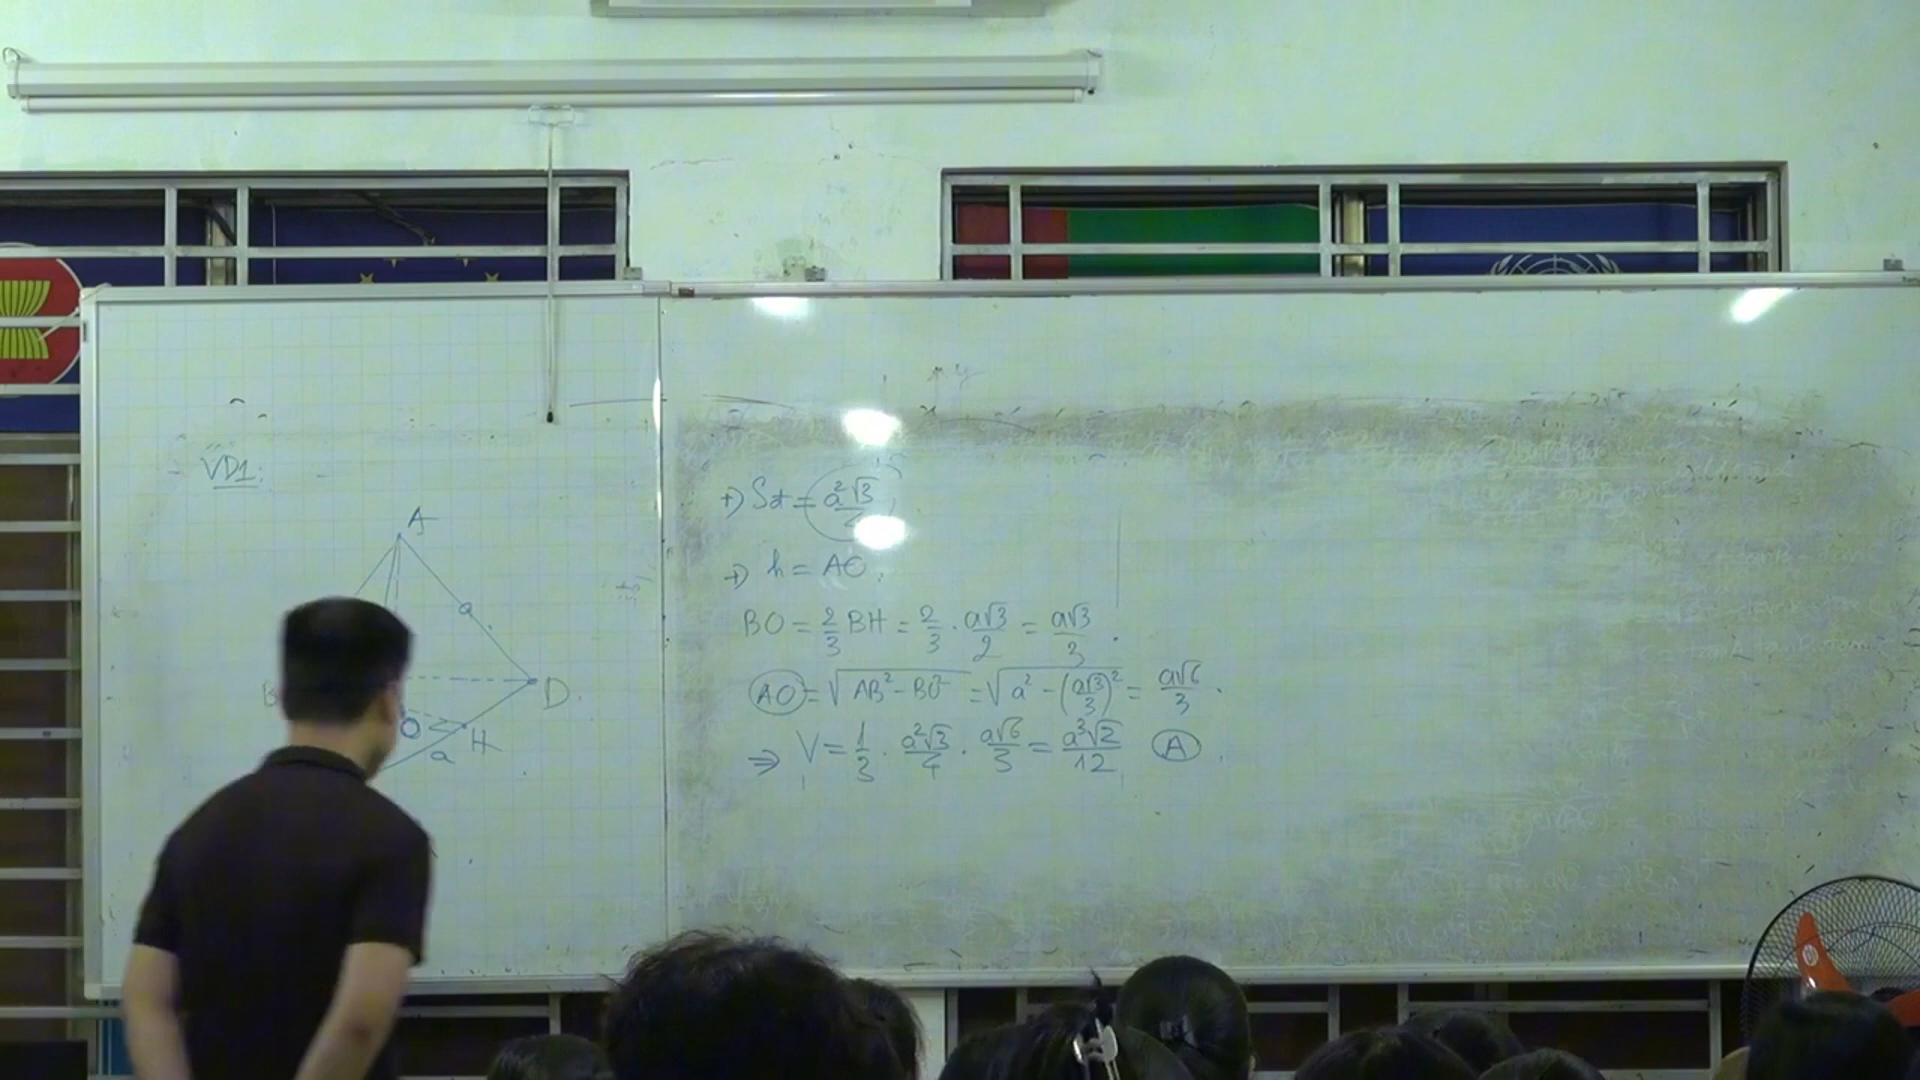 VD1:
A
a
D
O
H
a
+) Sđ = a²√3/4
+) h = AO.
BO = 2/3 BH = 2/3 . a√3/2 = a√3/3 .
AO = √(AB² - BO²) = √(a² - (a√3/3)²) = a√6/3 .
⇒ V = 1/3 . a²√3/4 . a√6/3 = a³√2/12 (A)